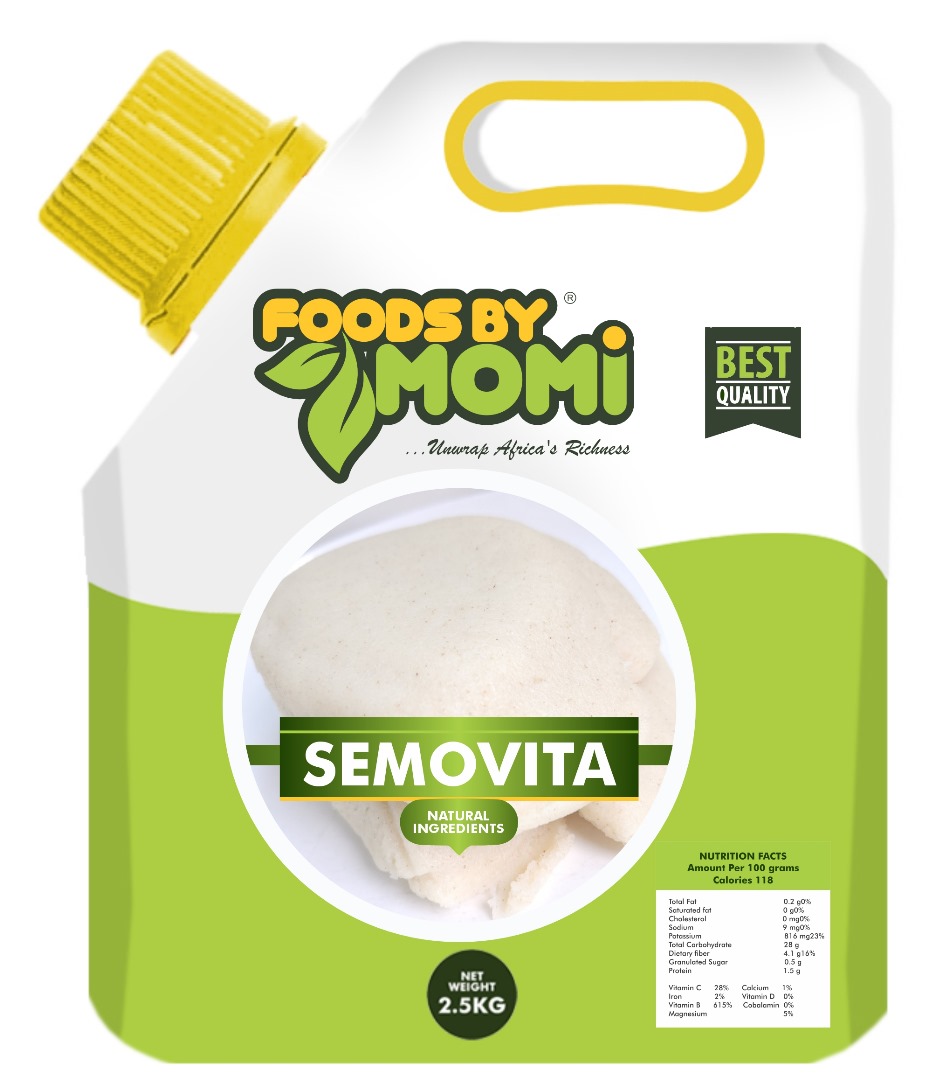 FOODS BY ®
MOMi
...Unwrap Africa's Richness
BEST
QUALITY
SEMOVITA
NATURAL
INGREDIENTS
NUTRITION FACTS
Amount Per 100 grams
Calories 118
Total Fat 0.2 g0%
Saturated fat 0 g0%
Cholesterol 0 mg0%
Sodium 9 mg0%
Potassium 816 mg23%
Total Carbohydrate 28 g
Dietary fiber 4.1 g16%
Granulated Sugar 0.5 g
Protein 1.5 g
Vitamin C 28% Calcium 1%
Iron 2% Vitamin D 0%
Vitamin B 615% Cobalamin 0%
Magnesium 5%
NET
WEIGHT
2.5KG